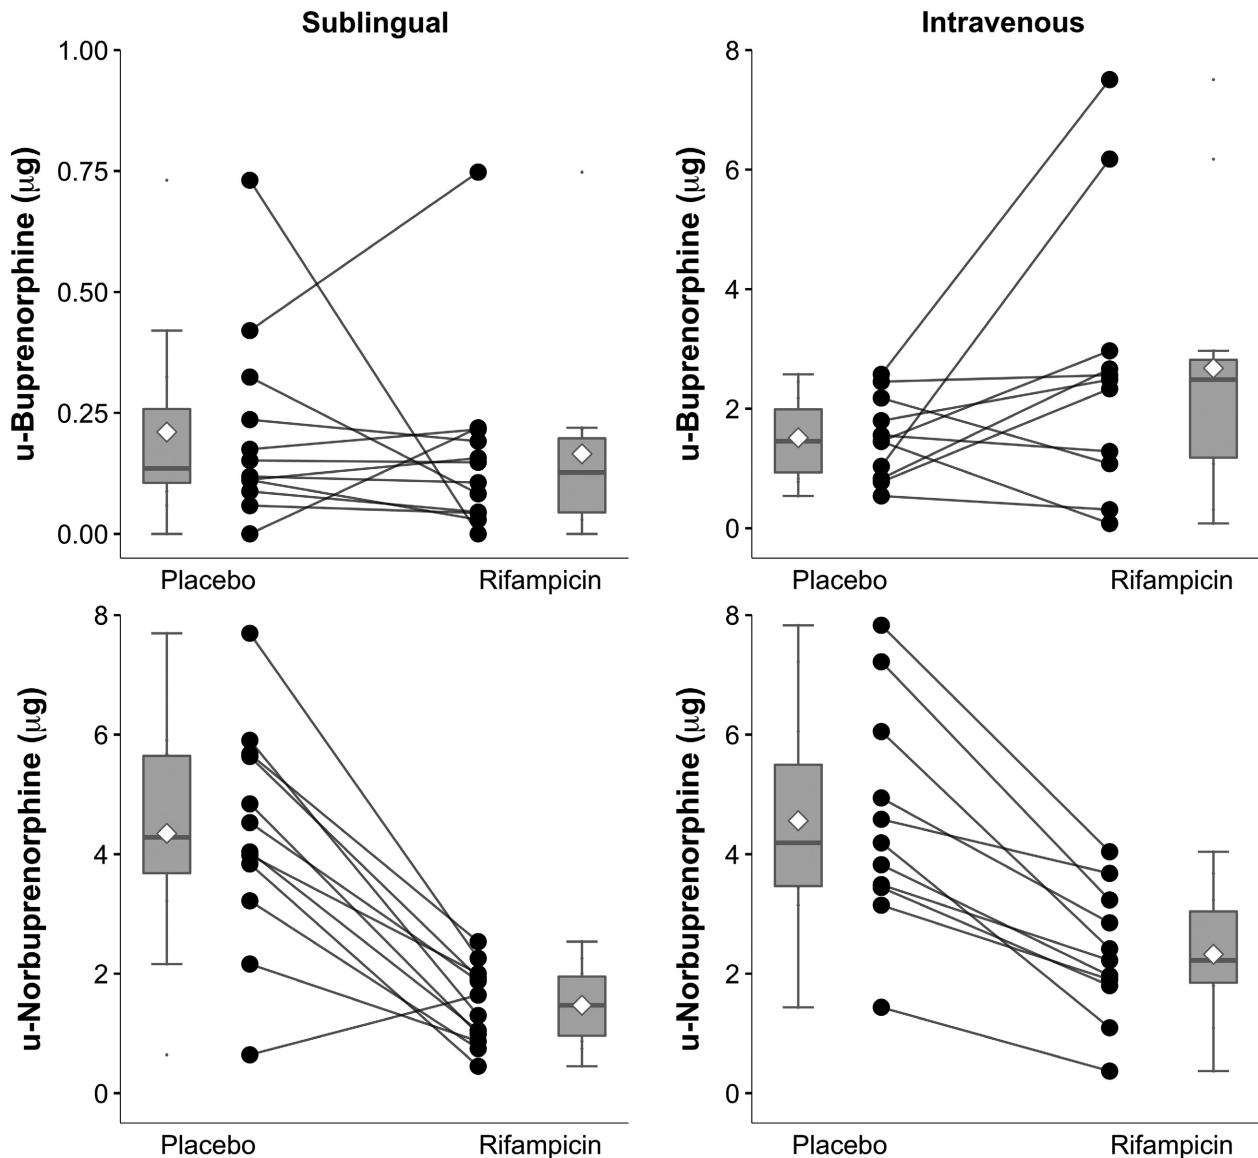 Sublingual
Intravenous
u-Buprenorphine (μg)
1.00
0.75
0.50
0.25
0.00
Placebo
Rifampicin
u-Buprenorphine (μg)
8
6
4
2
0
Placebo
Rifampicin
u-Norbuprenorphine (μg)
8
6
4
2
0
Placebo
Rifampicin
u-Norbuprenorphine (μg)
8
6
4
2
0
Placebo
Rifampicin